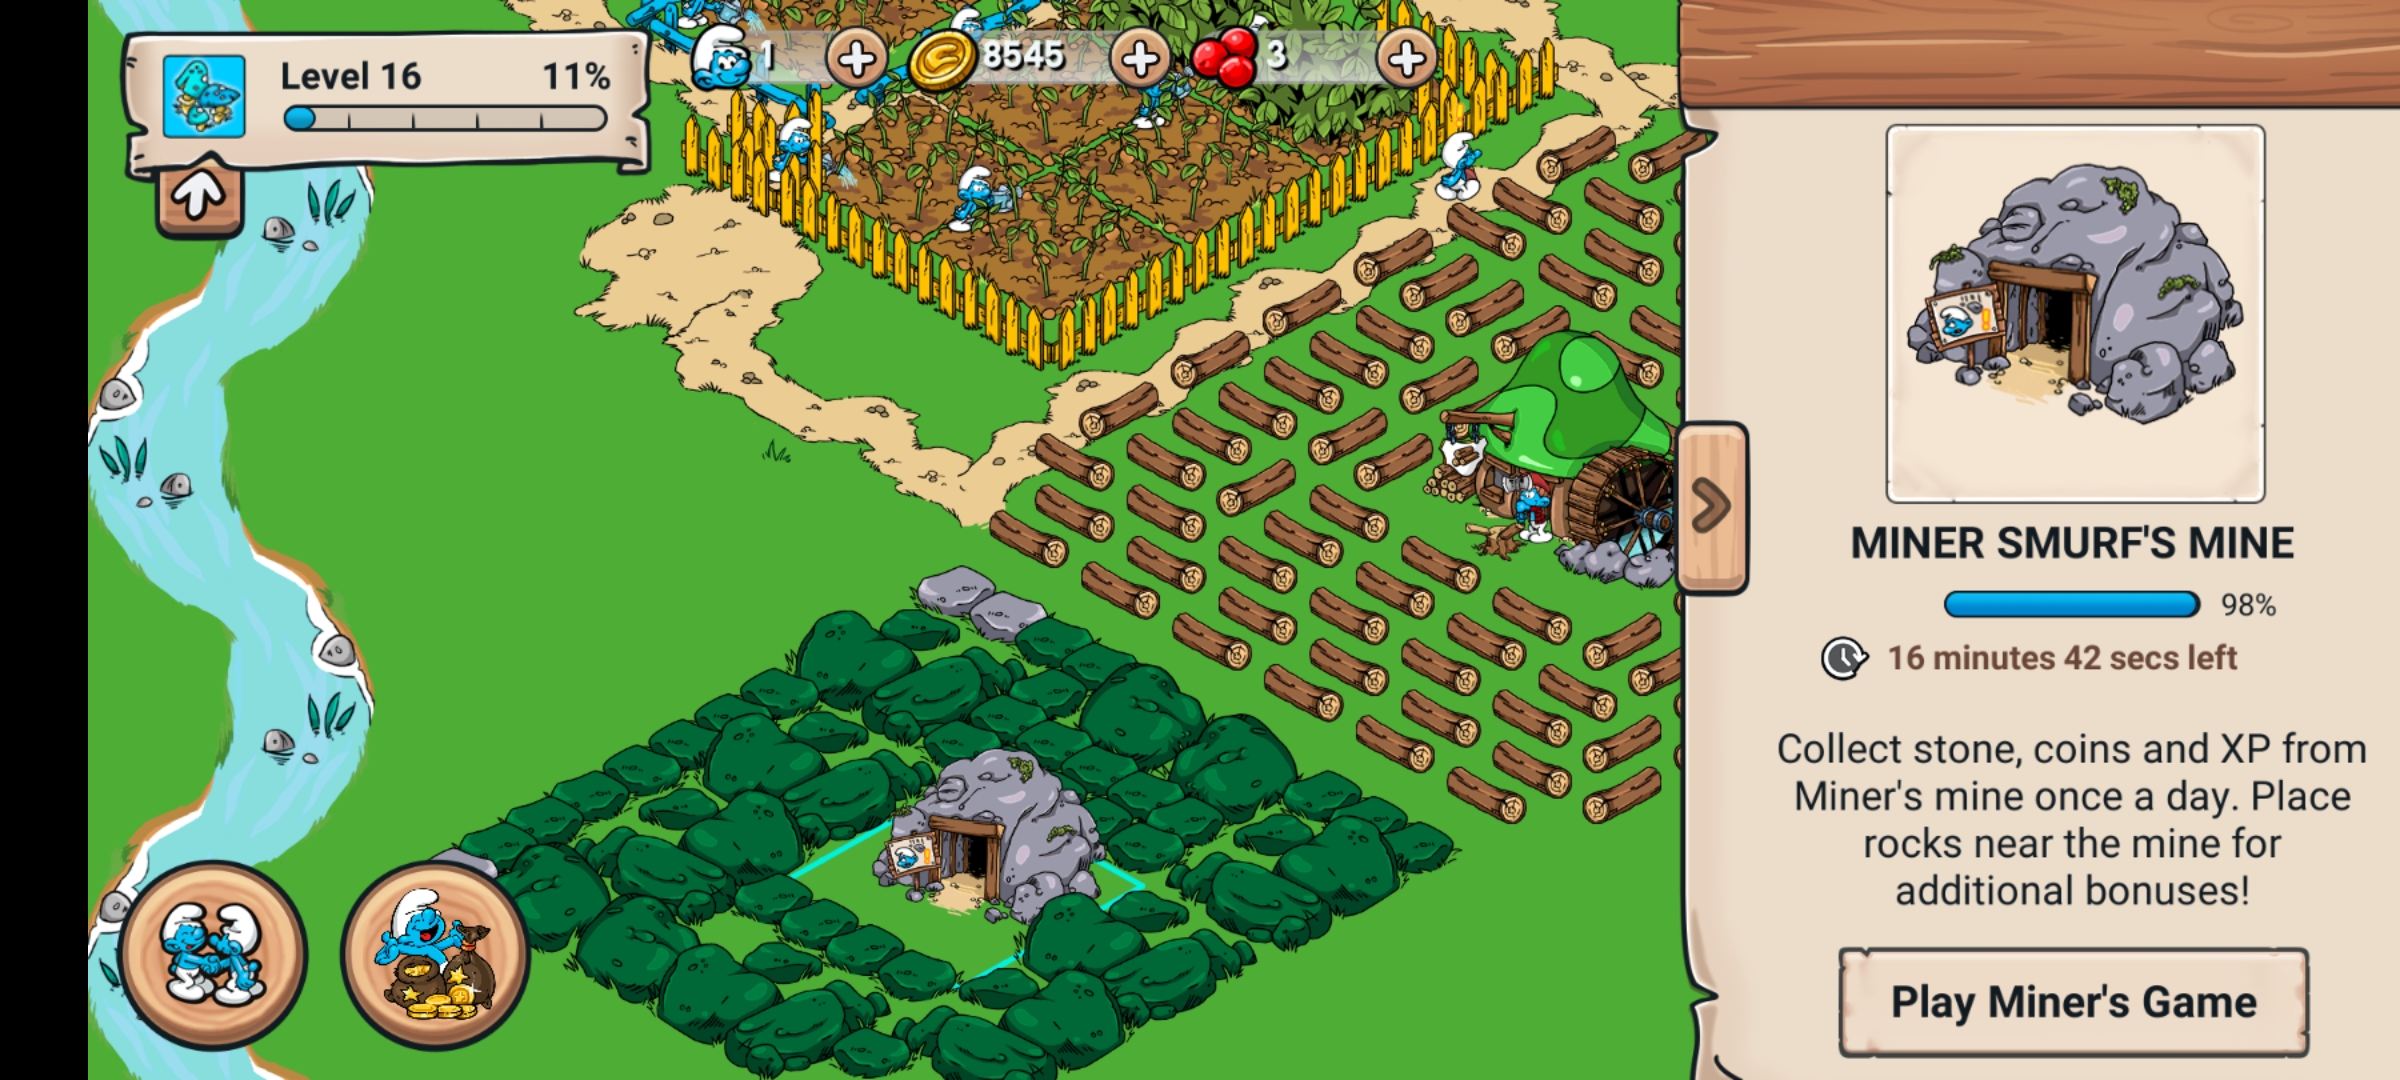 Level 16 11%
1
8545
3
MINER SMURF'S MINE
98%
16 minutes 42 secs left
Collect stone, coins and XP from
Miner's mine once a day. Place
rocks near the mine for
additional bonuses!
Play Miner's Game